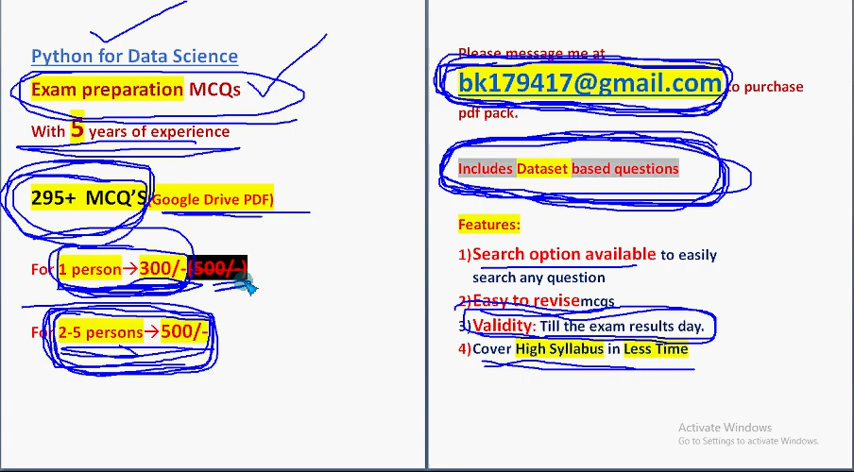 Python for Data Science
Exam preparation MCQs
With 5 years of experience
295+ MCQ'S(Google Drive PDF)
For 1 person→300/-(500/-)
For 2-5 persons→500/-
Please message me at
bk179417@gmail.com to purchase
pdf pack.
Includes Dataset based questions
Features:
1)Search option available to easily
search any question
2)Easy to revise mcqs
3)Validity: Till the exam results day.
4)Cover High Syllabus in Less Time
Activate Windows
Go to Settings to activate Windows.